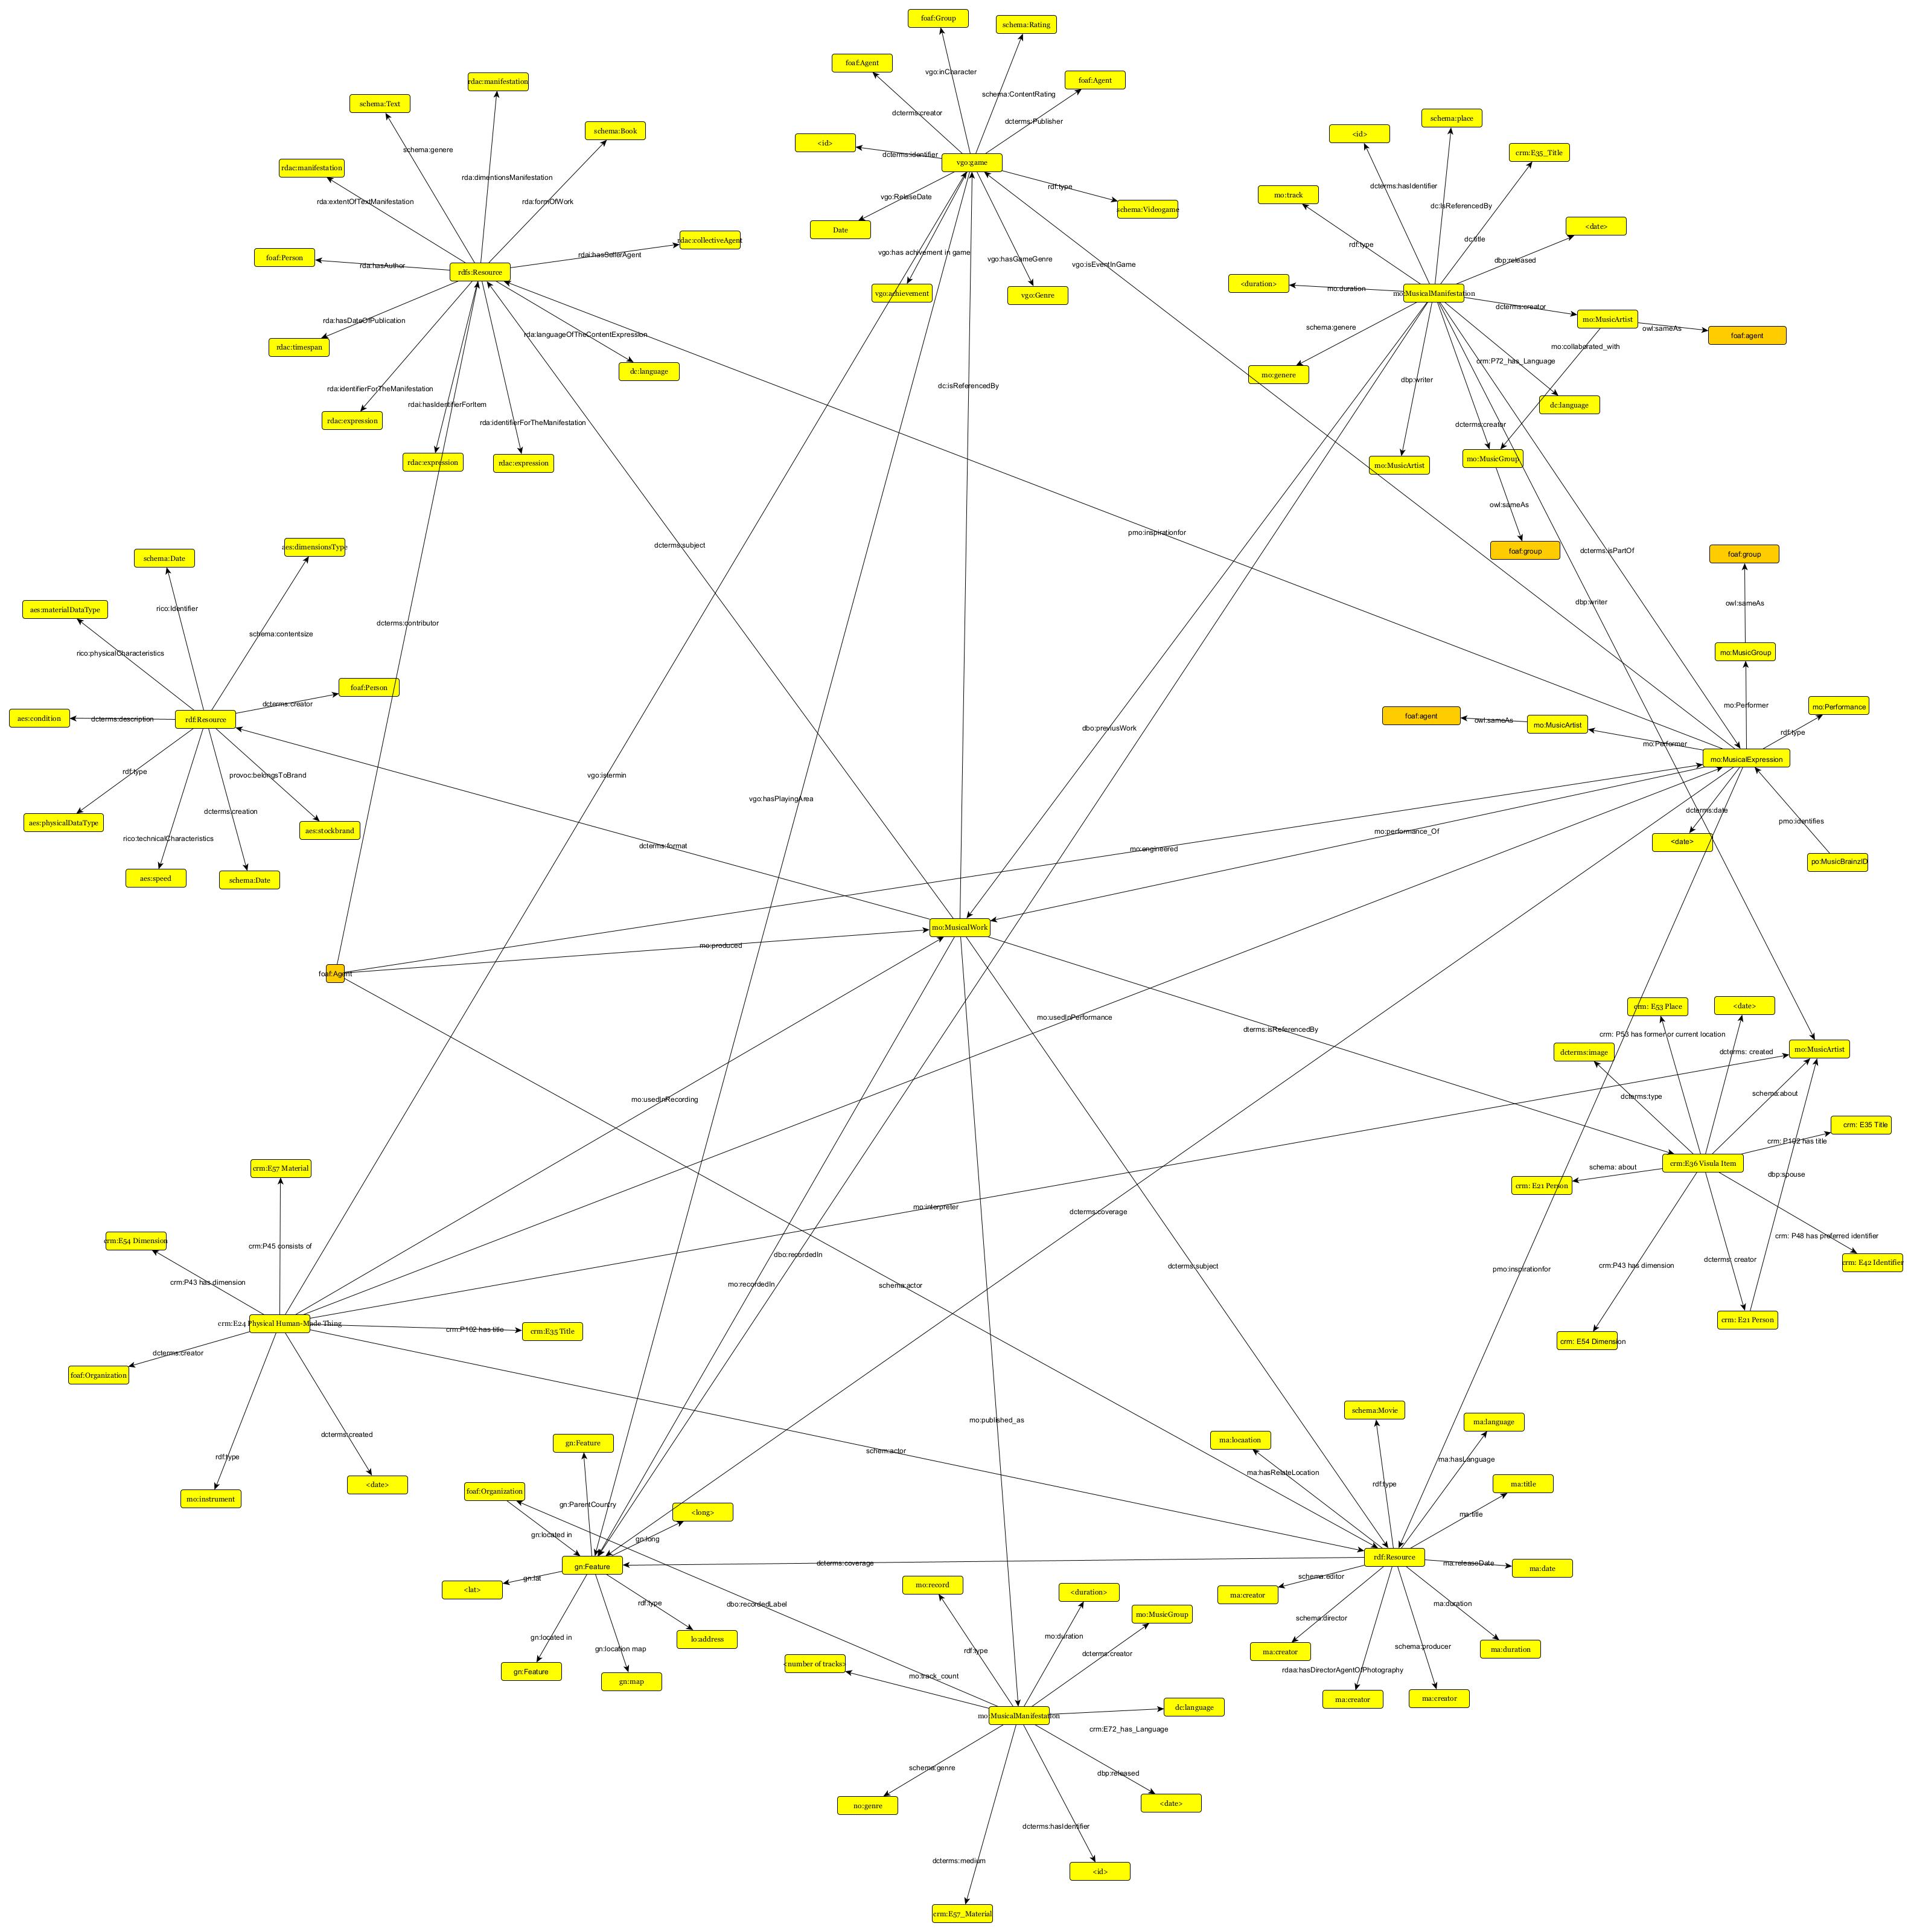 foaf:Group
schema:Rating
foaf:Agent
vgo:inCharacter
foaf:Agent
schema:ContentRating
dcterms:creator
dcterms:Publisher
<id>
dcterms:identifier
vgo:game
rdf:type
vgo:RelaseDate
schema:Videogame
Date
vgo:has achivement in game
vgo:hasGameGenre
vgo:isEventInGame
vgo:achievement
vgo:Genre
rdac:manifestation
schema:Text
schema:Book
schema:genere
rdac:manifestation
rda:dimentionsManifestation
rda:extentOfTextManifestation
rda:formOfWork
rdac:collectiveAgent
foaf:Person
rda:hasAuthor
rdai:hasSellerAgent
rdfs:Resource
rda:hasDateOfPublication
rda:languageOfTheContentExpression
rdac:timespan
dc:language
rda:identifierForTheManifestation
rdai:hasIdentifierForItem
rdac:expression
rda:identifierForTheManifestation
rdac:expression
rdac:expression
dc:isReferencedBy
schema:place
<id>
crm:E35_Title
dcterms:hasIdentifier
mo:track
dc:IsReferencedBy
<date>
rdf:type
dc:title
dbp:released
<duration>
mo:duration
mo:MusicalManifestation
dcterms:creator
mo:MusicArtist
owl:sameAs
foaf:agent
schema:genere
mo:collaborated_with
crm:P72_has_Language
mo:genere
dbp:writer
dc:language
dcterms:creator
mo:MusicGroup
mo:MusicArtist
owl:sameAs
foaf:group
dcterms:isPartOf
pmo:inspirationfor
dcterms:subject
dbp:writer
foaf:group
owl:sameAs
mo:MusicGroup
mo:Performer
mo:Performance
foaf:agent
owl:sameAs
mo:MusicArtist
rdf:type
mo:Performer
mo:MusicalExpression
dcterms:date
pmo:identifies
<date>
po:MusicBrainzID
aes:dimensionsType
schema:Date
rico:Identifier
aes:materialDataType
schema:contentsize
dcterms:contributor
rico:physicalCharacteristics
foaf:Person
dcterms:creator
aes:condition
dcterms:description
rdf:Resource
rdf:type
provoc:belongsToBrand
dcterms:creation
aes:physicalDataType
aes:stockbrand
rico:technicalCharacteristics
aes:speed
schema:Date
dbo:previusWork
vgo:istermin
vgo:hasPlayingArea
dcterms:format
mo:performance_Of
mo:engineered
mo:MusicalWork
mo:produced
foaf:Agent
mo:usedInPerformance
dterms:isReferencedBy
mo:usedInRecording
mo:interpreter
dcterms:coverage
dbo:recordedIn
mo:recordedIn
dcterms:subject
schema:actor
pmo:inspirationfor
crm: E53 Place
<date>
crm: P53 has former or current location
dcterms:image
dcterms: created
mo:MusicArtist
dcterms:type
schema:about
crm: E35 Title
crm: P102 has title
schema: about
crm:E36 Visula Item
dbp:spouse
crm: E21 Person
crm: P48 has preferred identifier
crm:P43 has dimension
dcterms: creator
crm: E42 Identifier
crm: E21 Person
crm: E54 Dimension
crm:E57 Material
crm:E54 Dimension
crm:P45 consists of
crm:P43 has dimension
crm:E24 Physical Human-Made Thing
crm:P102 has title
crm:E35 Title
dcterms:creator
foaf:Organization
dcterms:created
rdf:type
mo:instrument
<date>
mo:published_as
schem:actor
gn:Feature
foaf:Organization
gn:ParentCountry
<long>
gn:located in
gn:long
gn:Feature
dcterms:coverage
<lat>
gn:lat
rdf:type
dbo:recordedLabel
lo:address
gn:located in
gn:location map
gn:Feature
gn:map
schema:Movie
ma:language
ma:locaation
ma:hasLanguage
ma:hasRelateLocation
rdf:type
ma:title
ma:title
rdf:Resource
ma:releaseDate
ma:date
schema:editor
ma:creator
ma:duration
schema:director
schema:producer
ma:creator
ma:duration
rdaa:hasDirectorAgentOfPhotography
ma:creator
ma:creator
mo:record
<duration>
mo:MusicGroup
mo:duration
rdf:type
dcterms:creator
<number of tracks>
mo:track_count
dc:language
mo:MusicalManifestation
crm:E72_has_Language
schema:genre
dbp:released
no:genre
<date>
dcterms:hasIdentifier
dcterms:medium
<id>
crm:E57_Material